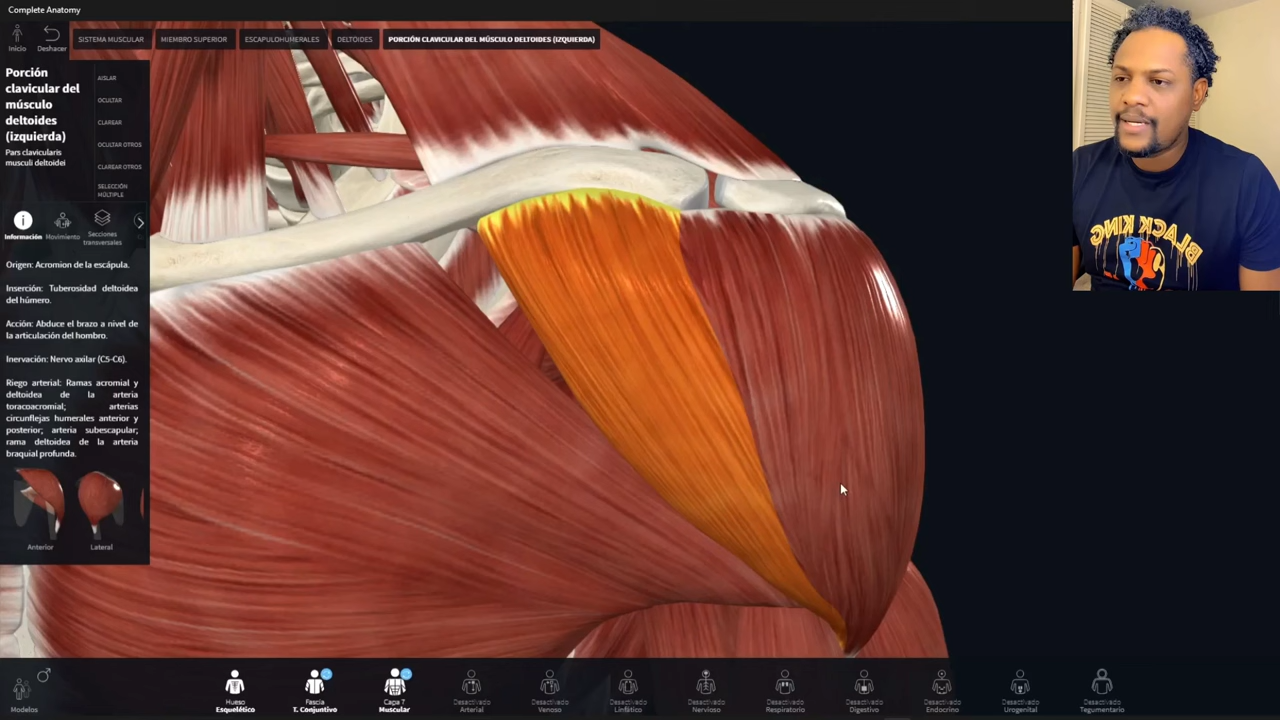 Complete Anatomy
Inicio
Deshacer
SISTEMA MUSCULAR
MIEMBRO SUPERIOR
ESCAPULOHUMERALES
DELTOIDES
PORCIÓN CLAVICULAR DEL MÚSCULO DELTOIDES (IZQUIERDA)
Porción
clavicular del
músculo
deltoides
(izquierda)
Pars clavicularis
musculi deltoidei
AISLAR
OCULTAR
CLAREAR
OCULTAR OTROS
CLAREAR OTROS
SELECCIÓN
MÚLTIPLE
Información
Movimiento
Secciones
transversales
Origen: Acromion de la escápula.
Inserción: Tuberosidad deltoidea
del húmero.
Acción: Abduce el brazo a nivel de
la articulación del hombro.
Inervación: Nervo axilar (C5-C6).
Riego arterial: Ramas acromial y
deltoidea de la arteria
toracoacromial; arterias
circunflejas humerales anterior y
posterior; arteria subescapular;
rama deltoidea de la arteria
braquial profunda.
Anterior
Lateral
BLACK KING
Modelos
Hueso
Esquelético
Fascia
T. Conjuntivo
Capa 7
Muscular
Desactivado
Arterial
Desactivado
Venoso
Desactivado
Linfático
Desactivado
Nervioso
Desactivado
Respiratorio
Desactivado
Digestivo
Desactivado
Endocrino
Desactivado
Urogenital
Desactivado
Tegumentario